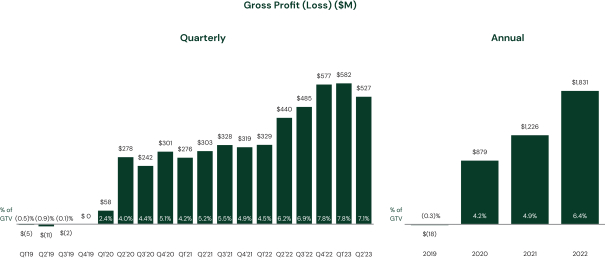 Gross Profit (Loss) ($M)
Quarterly
Annual
$577 $582
$527
$485
$440
$278 $242 $301 $276 $303 $328 $319 $329
$58
$0
% of GTV (0.5)% (0.9)% (0.1)% 2.4% 4.0% 4.4% 5.1% 4.2% 5.2% 5.5% 4.9% 4.5% 6.2% 6.9% 7.8% 7.8% 7.1%
$(5) $(11) $(2)
Q1'19 Q2'19 Q3'19 Q4'19 Q1'20 Q2'20 Q3'20 Q4'20 Q1'21 Q2'21 Q3'21 Q4'21 Q1'22 Q2'22 Q3'22 Q4'22 Q1'23 Q2'23
$1,831
$1,226
$879
% of GTV (0.3)% 4.2% 4.9% 6.4%
$(18)
2019 2020 2021 2022